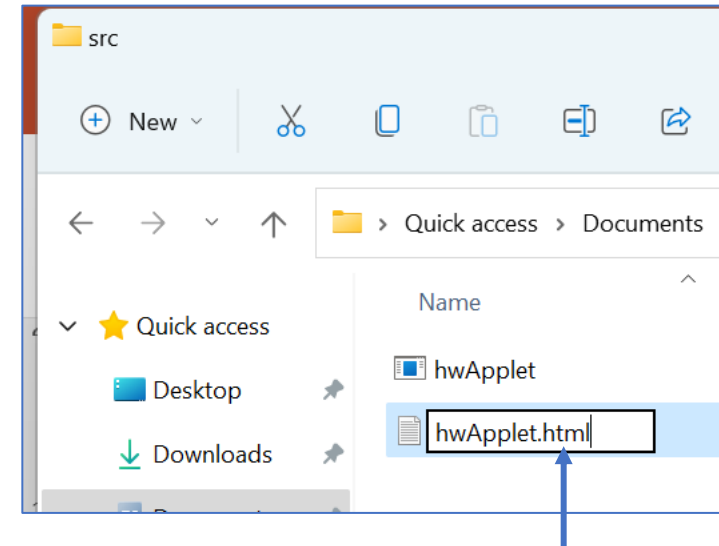 src
New
Quick access > Documents
Name
Quick access
hwApplet
Desktop
hwApplet.html
Downloads